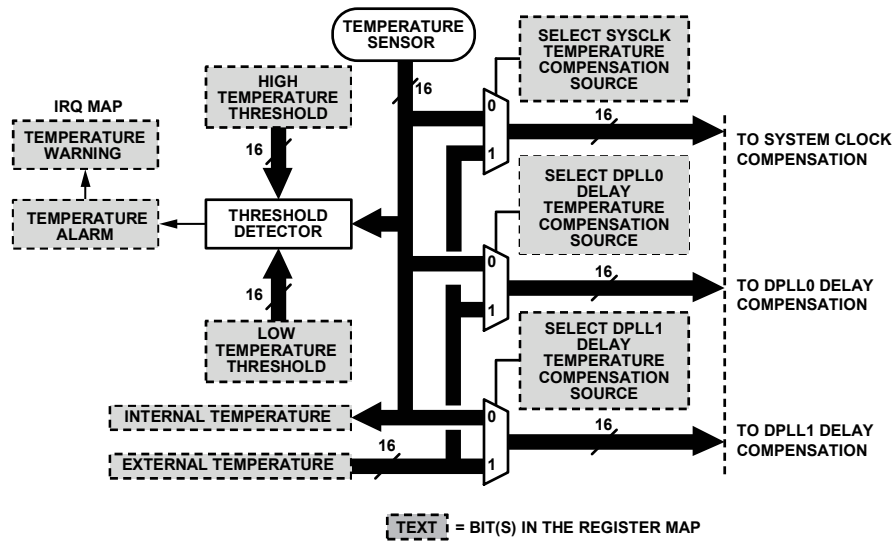 TEMPERATURE
SENSOR
16
SELECT SYSCLK
TEMPERATURE
COMPENSATION
SOURCE
HIGH
TEMPERATURE
THRESHOLD
16
IRQ MAP
TEMPERATURE
WARNING
TEMPERATURE
ALARM
THRESHOLD
DETECTOR
16
LOW
TEMPERATURE
THRESHOLD
0
1
16
TO SYSTEM CLOCK
COMPENSATION
SELECT DPLL0
DELAY
TEMPERATURE
COMPENSATION
SOURCE
0
1
16
TO DPLL0 DELAY
COMPENSATION
SELECT DPLL1
DELAY
TEMPERATURE
COMPENSATION
SOURCE
INTERNAL TEMPERATURE
EXTERNAL TEMPERATURE
16
0
1
16
TO DPLL1 DELAY
COMPENSATION
TEXT = BIT(S) IN THE REGISTER MAP